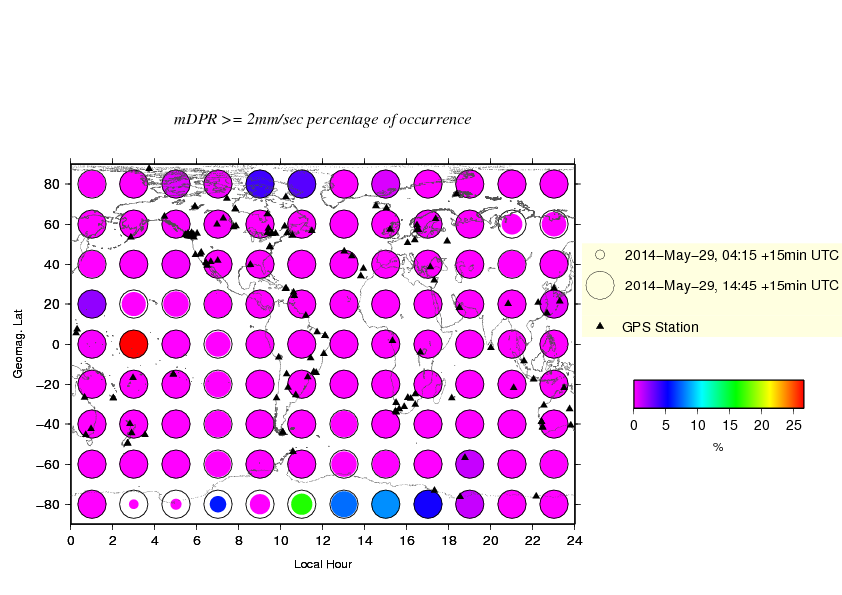 mDPR >= 2mm/sec percentage of occurrence
80
60
40
20
0
−20
−40
−60
−80
Geomag. Lat
0 2 4 6 8 10 12 14 16 18 20 22 24
Local Hour
2014−May−29, 04:15 +15min UTC
2014−May−29, 14:45 +15min UTC
GPS Station
0 5 10 15 20 25
%